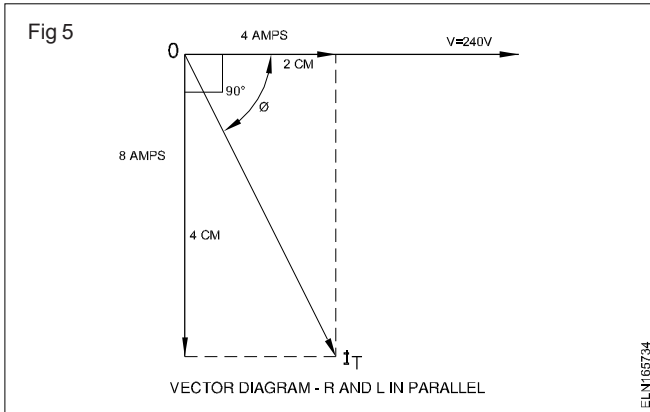 Fig 5
4 AMPS
V=240V
0
2 CM
90°
Ø
8 AMPS
4 CM
IT
VECTOR DIAGRAM - R AND L IN PARALLEL
ELN165734